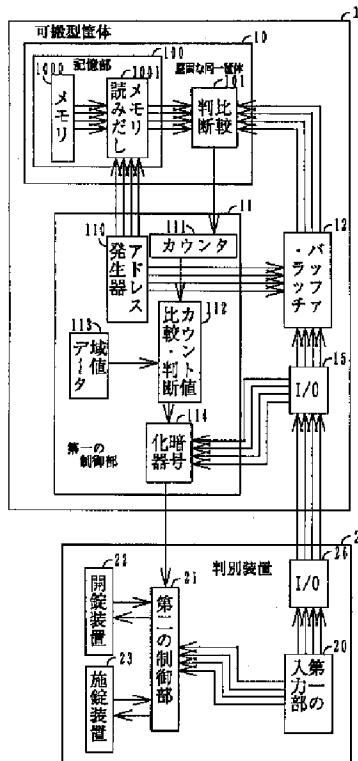 1
可搬型筐体
10
100
記憶部
1000
メモリ
1001
メモリ読みだし
堅固な同一筐体
101
比較判断
11
110
アドレス発生器
111
カウンタ
112
カウント値比較・判断
113
域値データ
114
暗号化器
第一の制御部
12
バッファ・ラッチ
15
I/O
2
判別装置
22
開錠装置
23
施錠装置
21
第二の制御部
26
I/O
20
第一の入力部